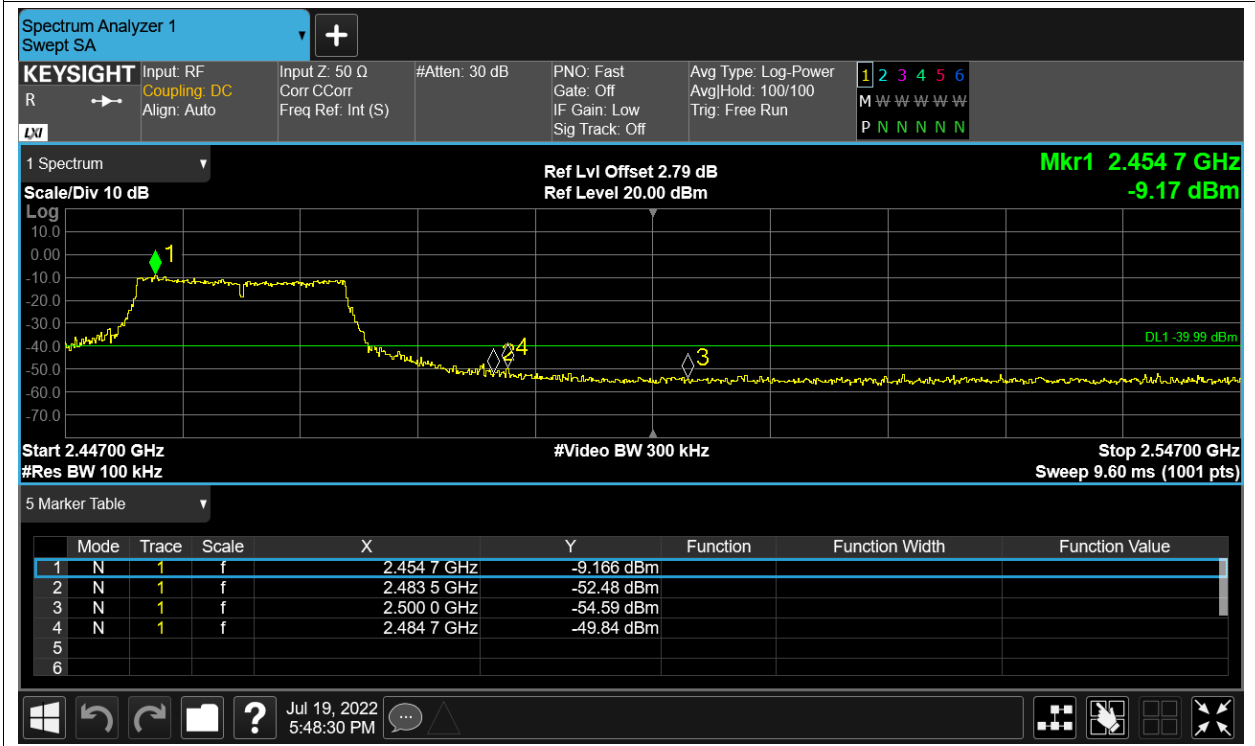 Spectrum Analyzer 1
Swept SA
+
KEYSIGHT Input: RF Input Z: 50 Ω #Atten: 30 dB PNO: Fast Avg Type: Log-Power 1 2 3 4 5 6
R Coupling: DC Corr CCorr Gate: Off Avg|Hold: 100/100 M W W W W W
Align: Auto Freq Ref: Int (S) IF Gain: Low Trig: Free Run
LXI Sig Track: Off P N N N N N
1 Spectrum Ref Lvl Offset 2.79 dB Mkr1 2.454 7 GHz
Scale/Div 10 dB Ref Level 20.00 dBm -9.17 dBm
Log
10.0
0.00 1
-10.0
-20.0
-30.0
DL1 -39.99 dBm
-40.0 2 4
3
-50.0
-60.0
-70.0
Start 2.44700 GHz #Video BW 300 kHz Stop 2.54700 GHz
#Res BW 100 kHz Sweep 9.60 ms (1001 pts)
5 Marker Table
Mode Trace Scale X Y Function Function Width Function Value
1 N 1 f 2.454 7 GHz -9.166 dBm
2 N 1 f 2.483 5 GHz -52.48 dBm
3 N 1 f 2.500 0 GHz -54.59 dBm
4 N 1 f 2.484 7 GHz -49.84 dBm
5
6
? Jul 19, 2022
5:48:30 PM